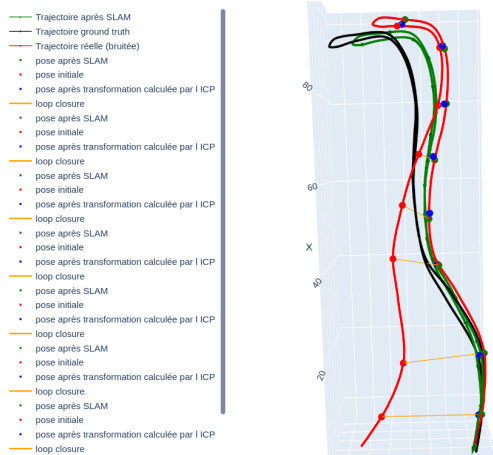 Trajectoire après SLAM
Trajectoire ground truth
Trajectoire réelle (bruitée)
pose après SLAM
pose initiale
pose après transformation calculée par l ICP
loop closure
pose après SLAM
pose initiale
pose après transformation calculée par l ICP
loop closure
pose après SLAM
pose initiale
pose après transformation calculée par l ICP
loop closure
pose après SLAM
pose initiale
pose après transformation calculée par l ICP
loop closure
pose après SLAM
pose initiale
pose après transformation calculée par l ICP
loop closure
pose après SLAM
pose initiale
pose après transformation calculée par l ICP
loop closure
pose après SLAM
pose initiale
pose après transformation calculée par l ICP
loop closure
80
60
X
40
20